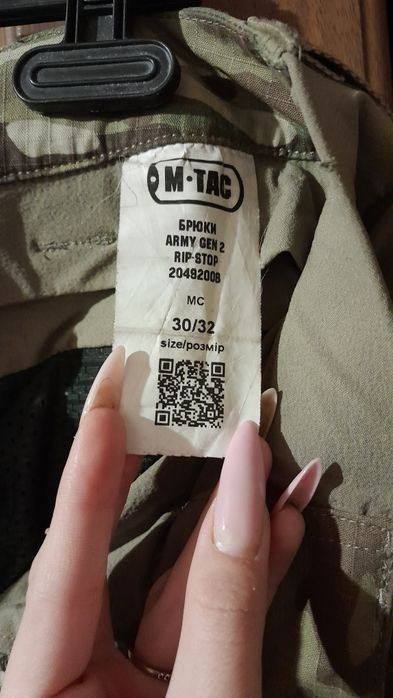 M·TAC
БРЮКИ
ARMY GEN 2
RIP-STOP
20482008
MC
30/32
size/розмір